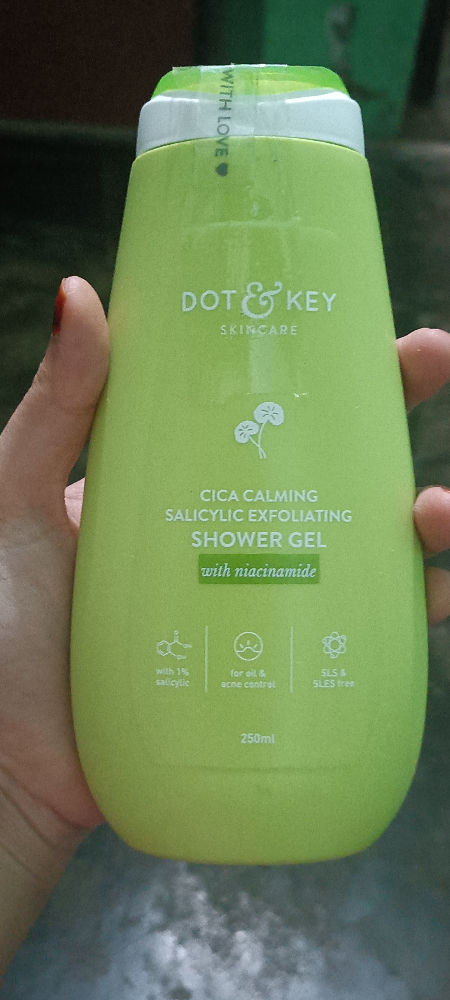 WITH LOVE ♥
DOT & KEY
SKINCARE
CICA CALMING
SALICYLIC EXFOLIATING
SHOWER GEL
with niacinamide
with 1%
salicylic
for oil &
acne control
SLS &
SLES free
250ml